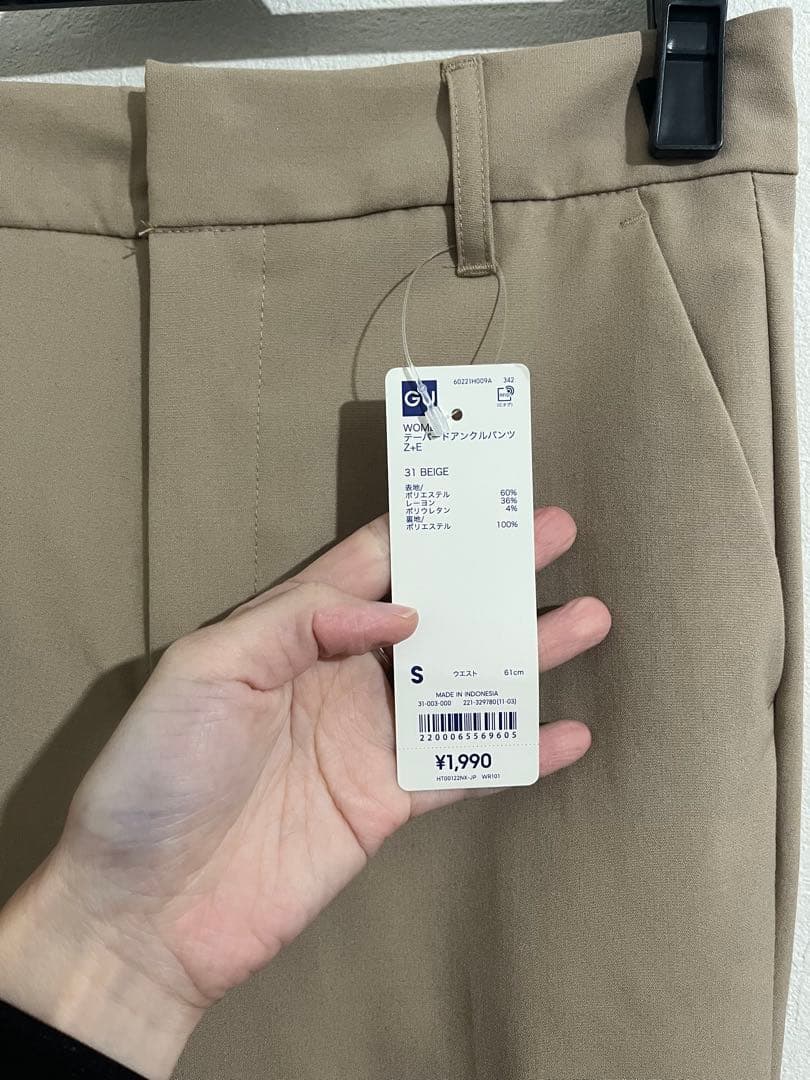 60221H009A 342
GU
WOME
テーパードアンクルパンツ
Z+E
31 BEIGE
表地/
ポリエステル 60%
レーヨン 36%
ポリウレタン 4%
裏地/
ポリエステル 100%
S ウエスト 61cm
MADE IN INDONESIA
31-003-000 221-329780(11-03)
2200065569605
¥1,990
HT00122NX-JP WR101